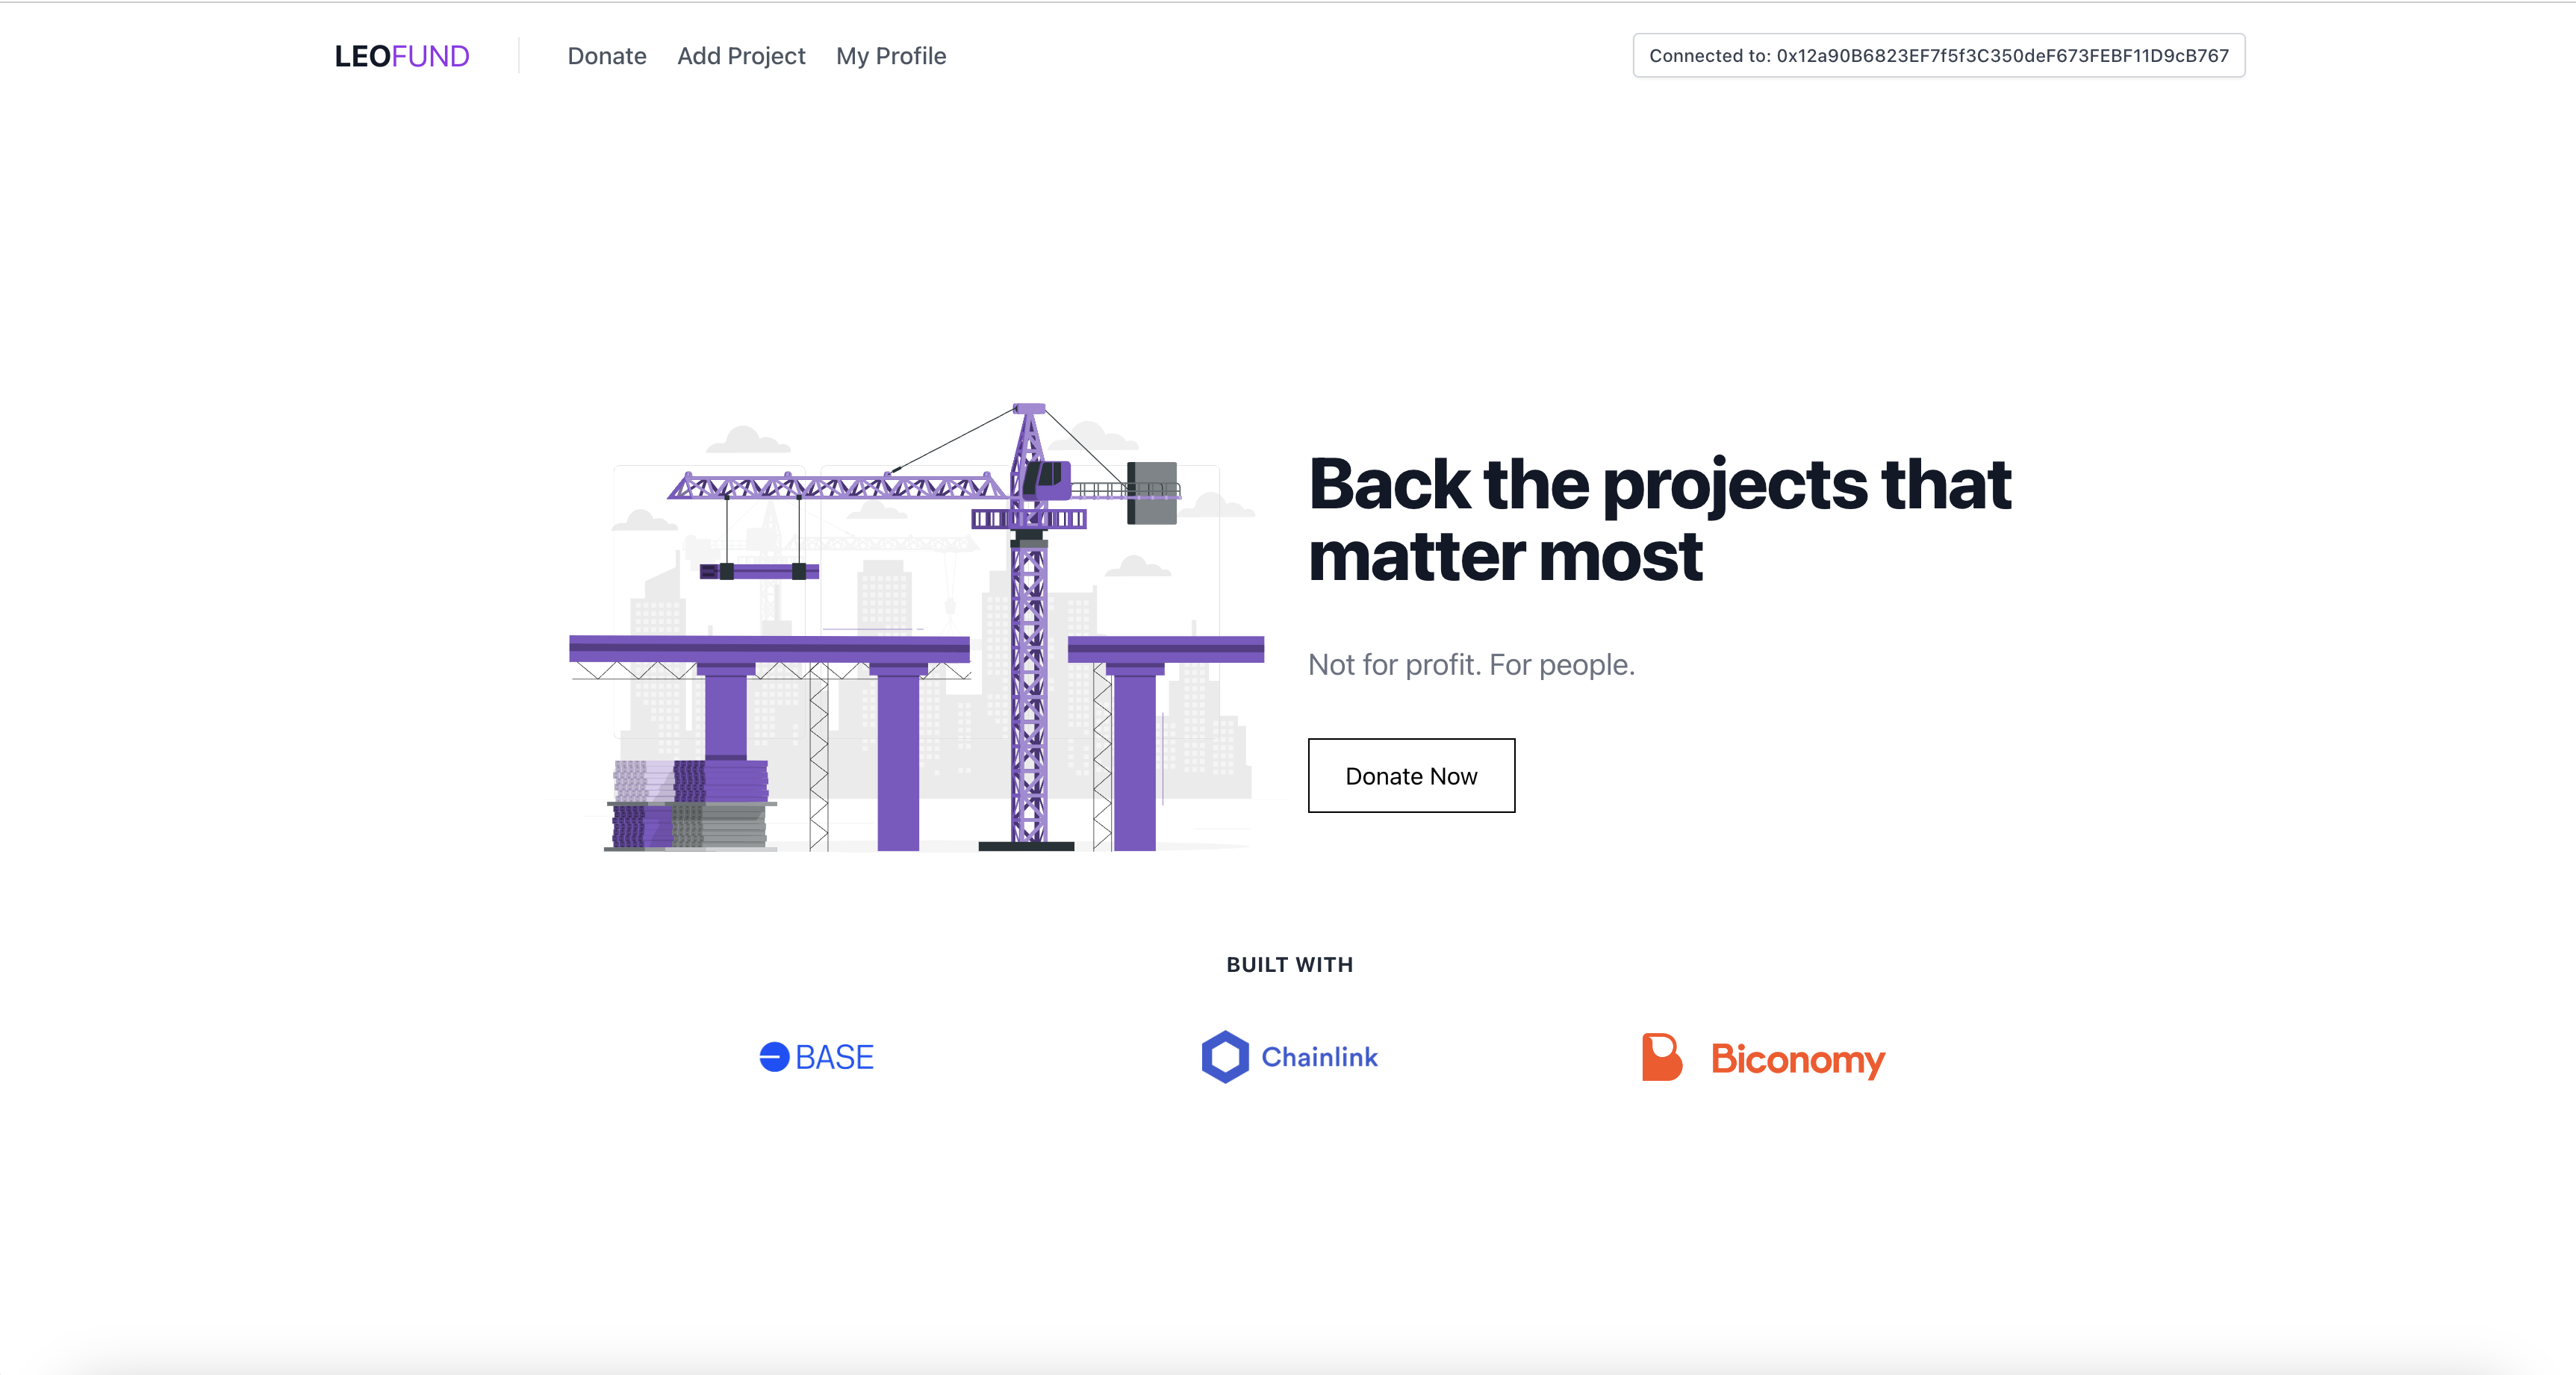 LEOFUND
Donate
Add Project
My Profile
Connected to: 0x12a90B6823EF7f5f3C350deF673FEBF11D9cB767
Back the projects that
matter most
Not for profit. For people.
Donate Now
BUILT WITH
BASE
Chainlink
Biconomy